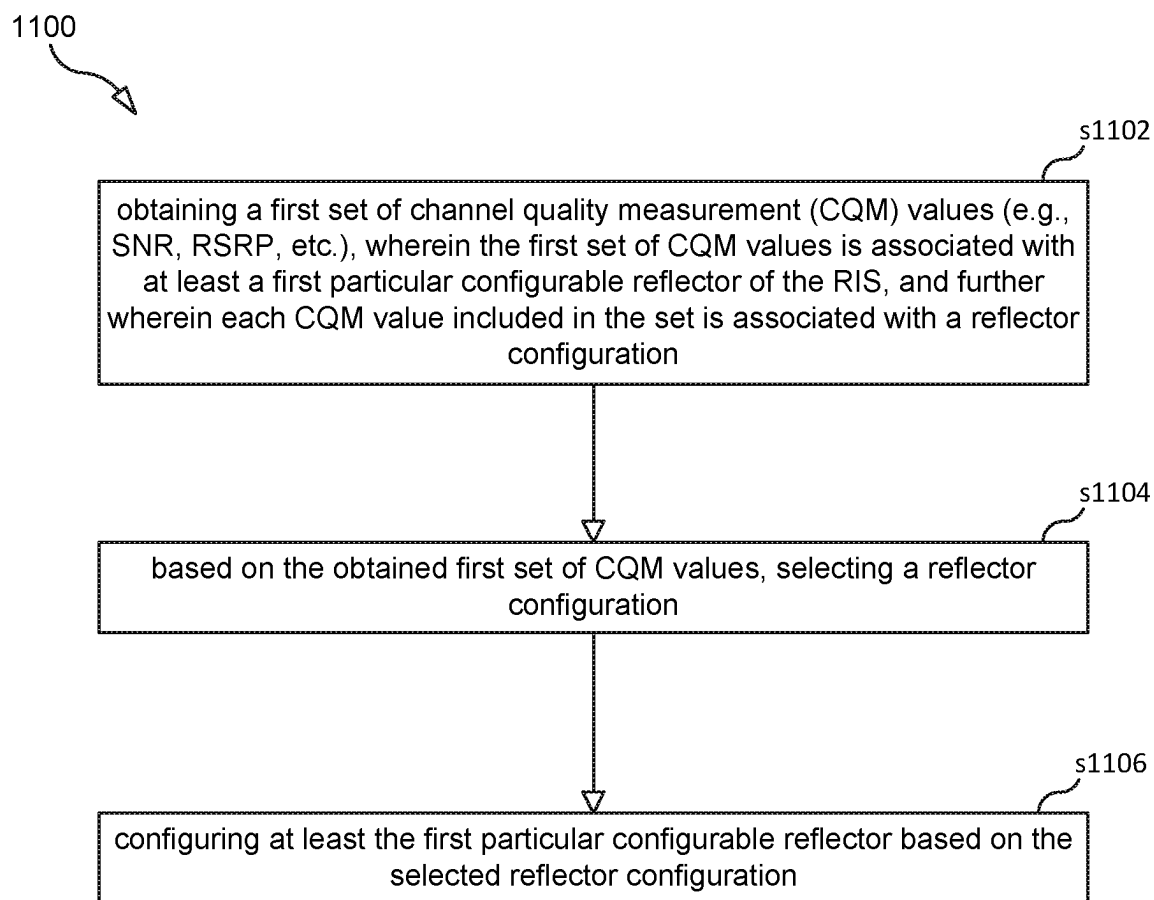 1100
s1102
obtaining a first set of channel quality measurement (CQM) values (e.g.,
SNR, RSRP, etc.), wherein the first set of CQM values is associated with
at least a first particular configurable reflector of the RIS, and further
wherein each CQM value included in the set is associated with a reflector
configuration
s1104
based on the obtained first set of CQM values, selecting a reflector
configuration
s1106
configuring at least the first particular configurable reflector based on the
selected reflector configuration